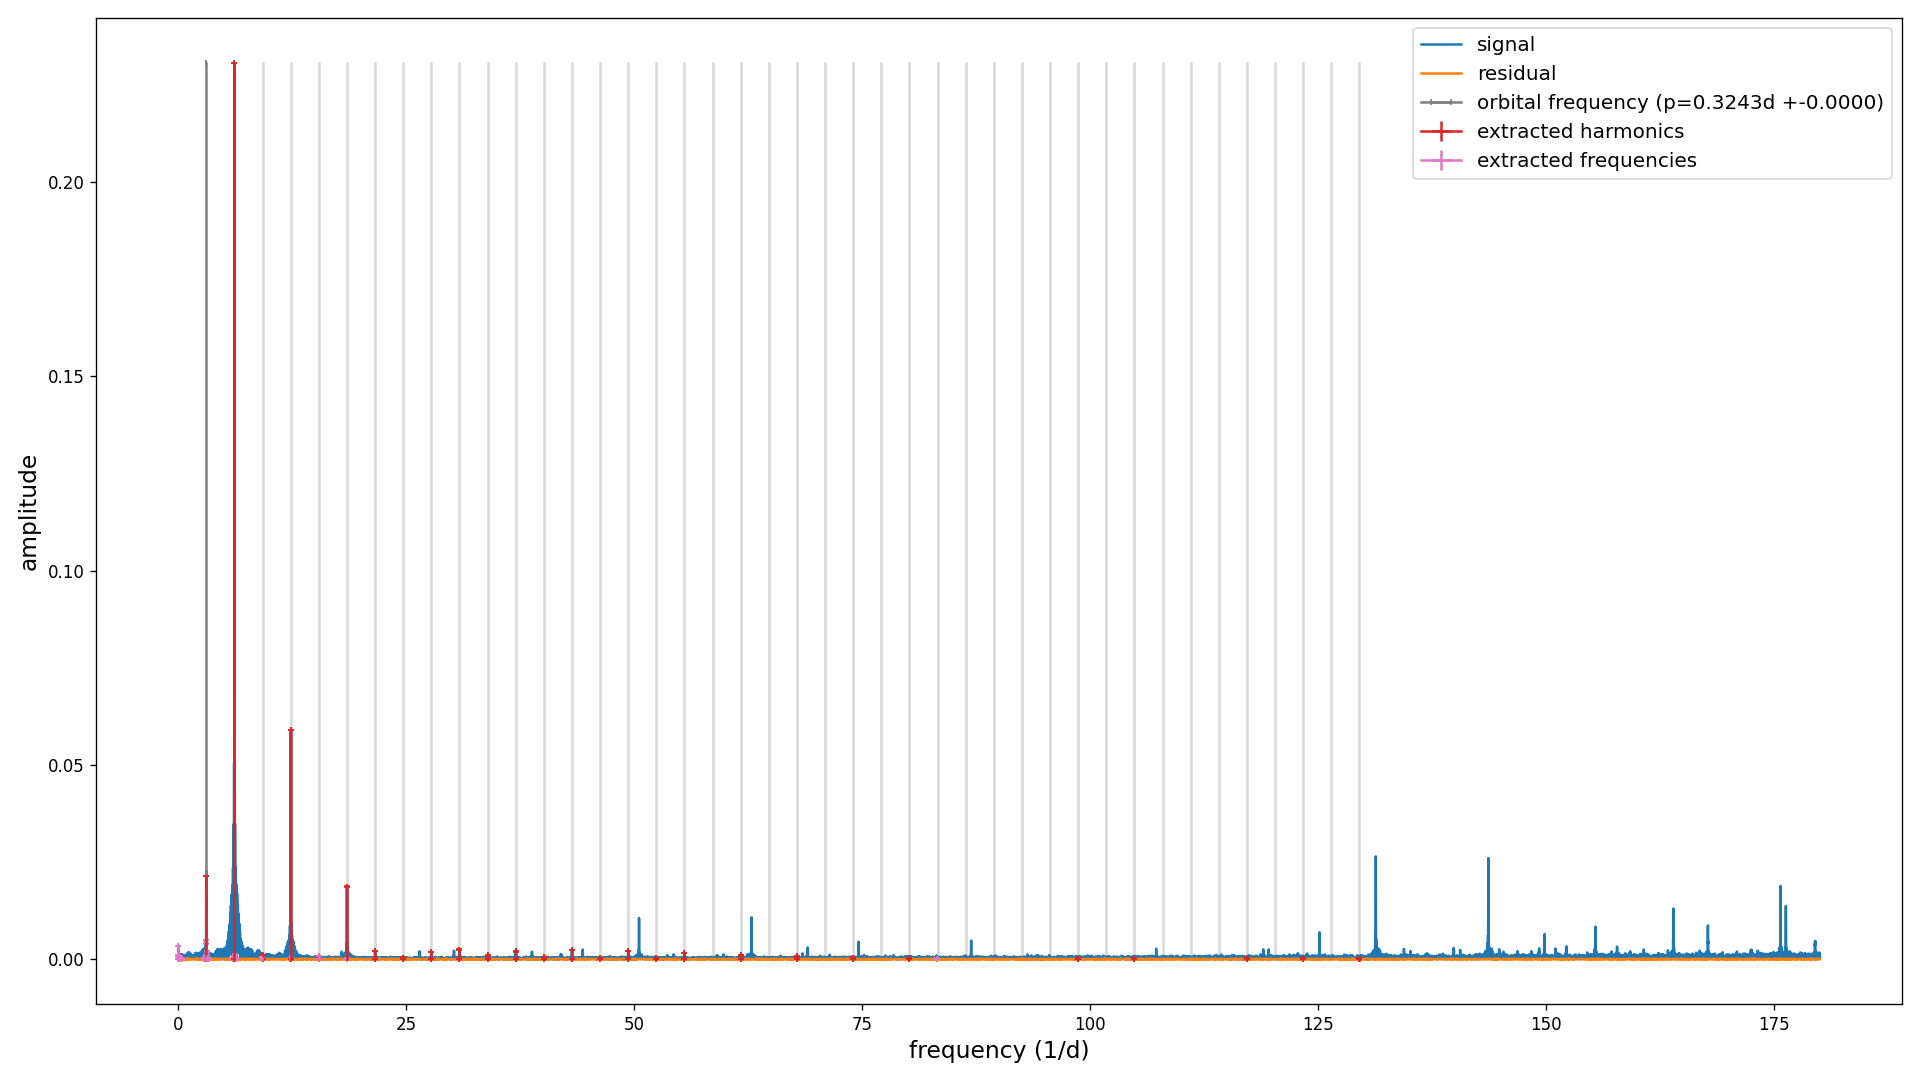 signal
residual
orbital frequency (p=0.3243d +-0.0000)
extracted harmonics
extracted frequencies
0.20
0.15
0.10
0.05
0.00
amplitude
0 25 50 75 100 125 150 175
frequency (1/d)